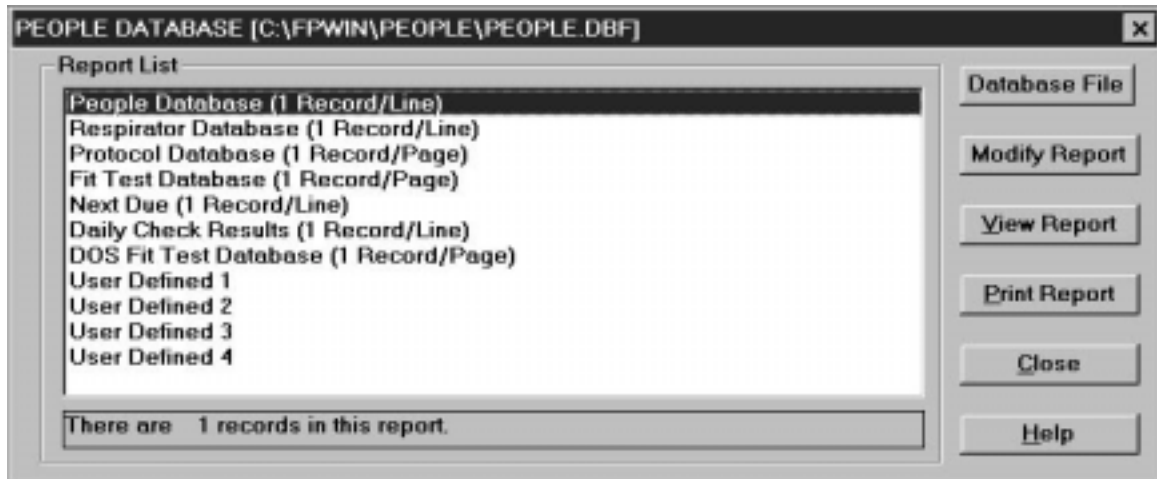 PEOPLE DATABASE [C:\FPWIN\PEOPLE\PEOPLE.DBF]
Report List
People Database (1 Record/Line)
Respirator Database (1 Record/Line)
Protocol Database (1 Record/Page)
Fit Test Database (1 Record/Page)
Next Due (1 Record/Line)
Daily Check Results (1 Record/Line)
DOS Fit Test Database (1 Record/Page)
User Defined 1
User Defined 2
User Defined 3
User Defined 4
There are 1 records in this report.
Database File
Modify Report
View Report
Print Report
Close
Help